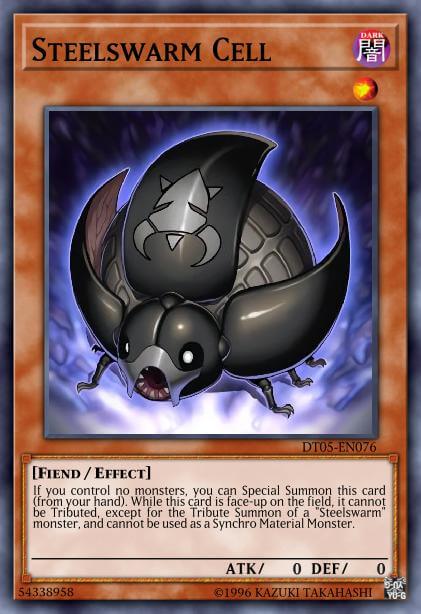 STEELSWARM CELL
DARK
闇
DT05-EN076
[FIEND / EFFECT]
If you control no monsters, you can Special Summon this card
(from your hand). While this card is face-up on the field, it cannot
be Tributed, except for the Tribute Summon of a "Steelswarm"
monster, and cannot be used as a Synchro Material Monster.
ATK/ 0 DEF/ 0
54338958
©1996 KAZUKI TAKAHASHI